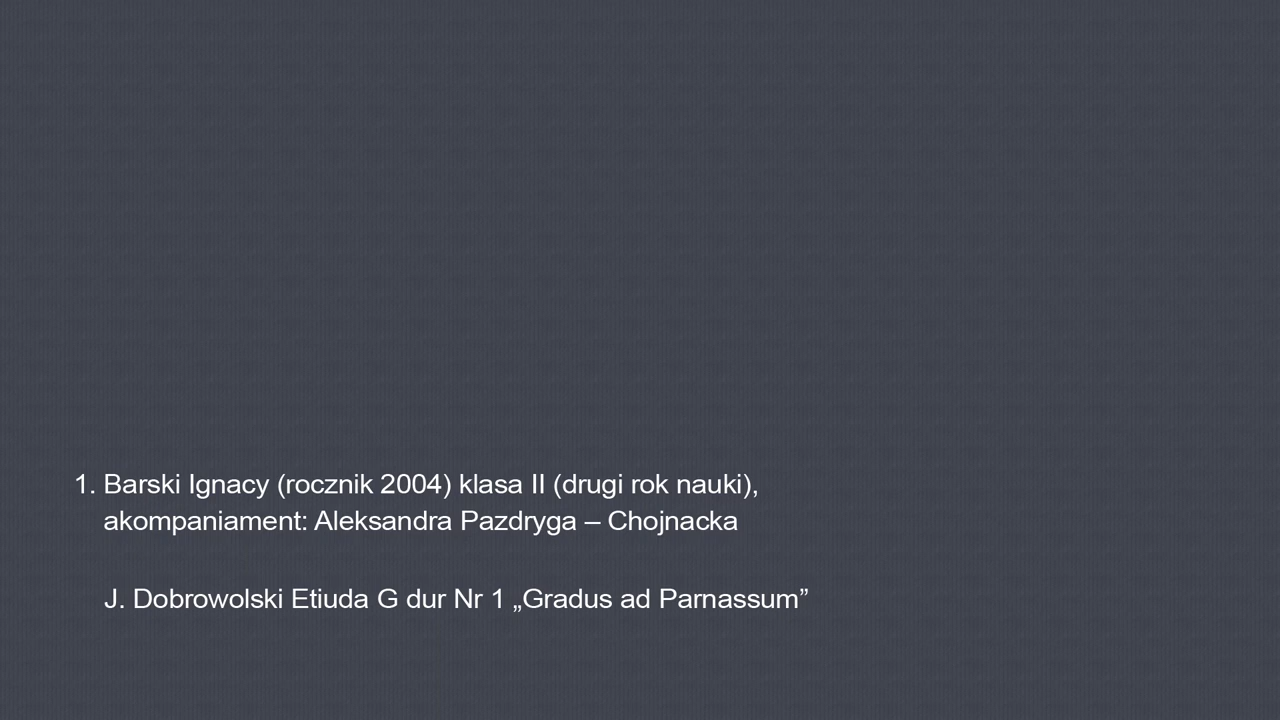 1. Barski Ignacy (rocznik 2004) klasa II (drugi rok nauki),
akompaniament: Aleksandra Pazdryga – Chojnacka
J. Dobrowolski Etiuda G dur Nr 1 „Gradus ad Parnassum”